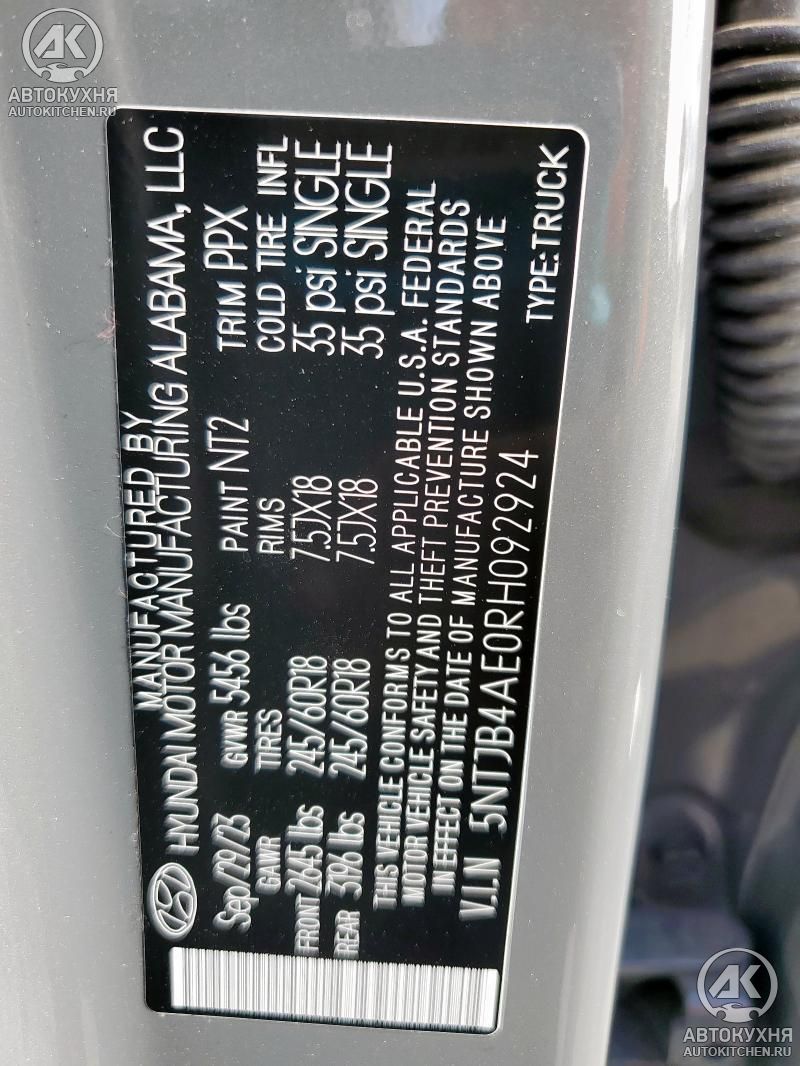 АВТОКУХНЯ
AUTOKITCHEN.RU
MANUFACTURED BY
HYUNDAI MOTOR MANUFACTURING ALABAMA, LLC
Sep/29/23 GVWR 5456 lbs PAINT NT2 TRIM PPX
GAWR TIRES RIMS COLD TIRE INFL
FRONT 2645 lbs 245/60R18 7.5JX18 35 psi SINGLE
REAR 3196 lbs 245/60R18 7.5JX18 35 psi SINGLE
THIS VEHICLE CONFORMS TO ALL APPLICABLE U.S.A. FEDERAL
MOTOR VEHICLE SAFETY AND THEFT PREVENTION STANDARDS
IN EFFECT ON THE DATE OF MANUFACTURE SHOWN ABOVE
V.I.N 5NTJB4AE0RH092924
TYPE:TRUCK
АВТОКУХНЯ
AUTOKITCHEN.RU